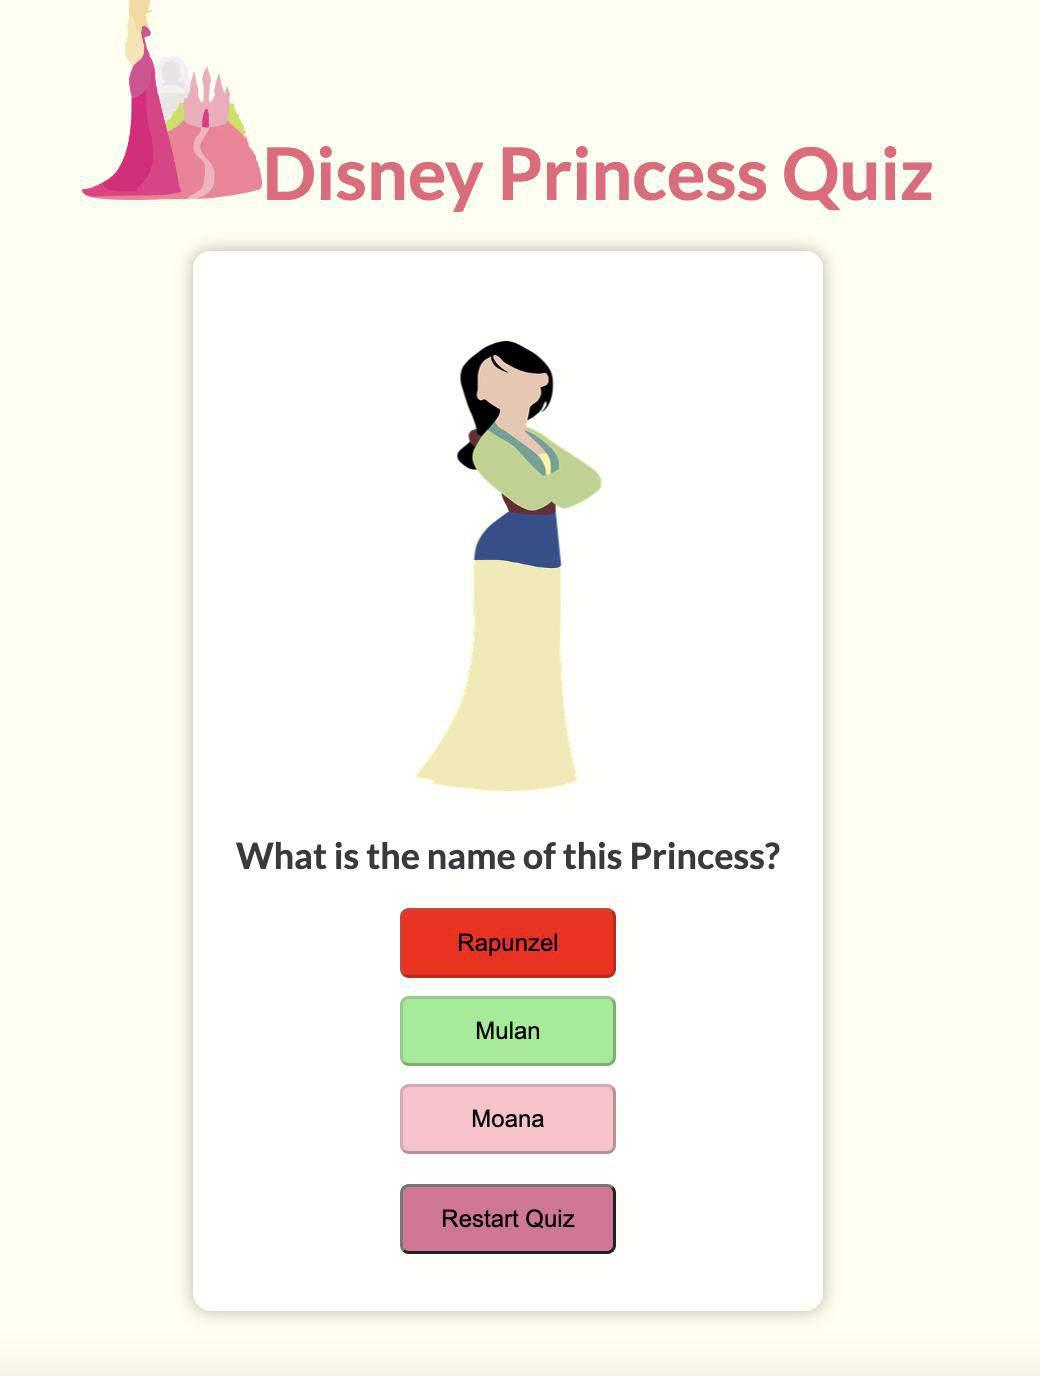 Disney Princess Quiz
What is the name of this Princess?
Rapunzel
Mulan
Moana
Restart Quiz